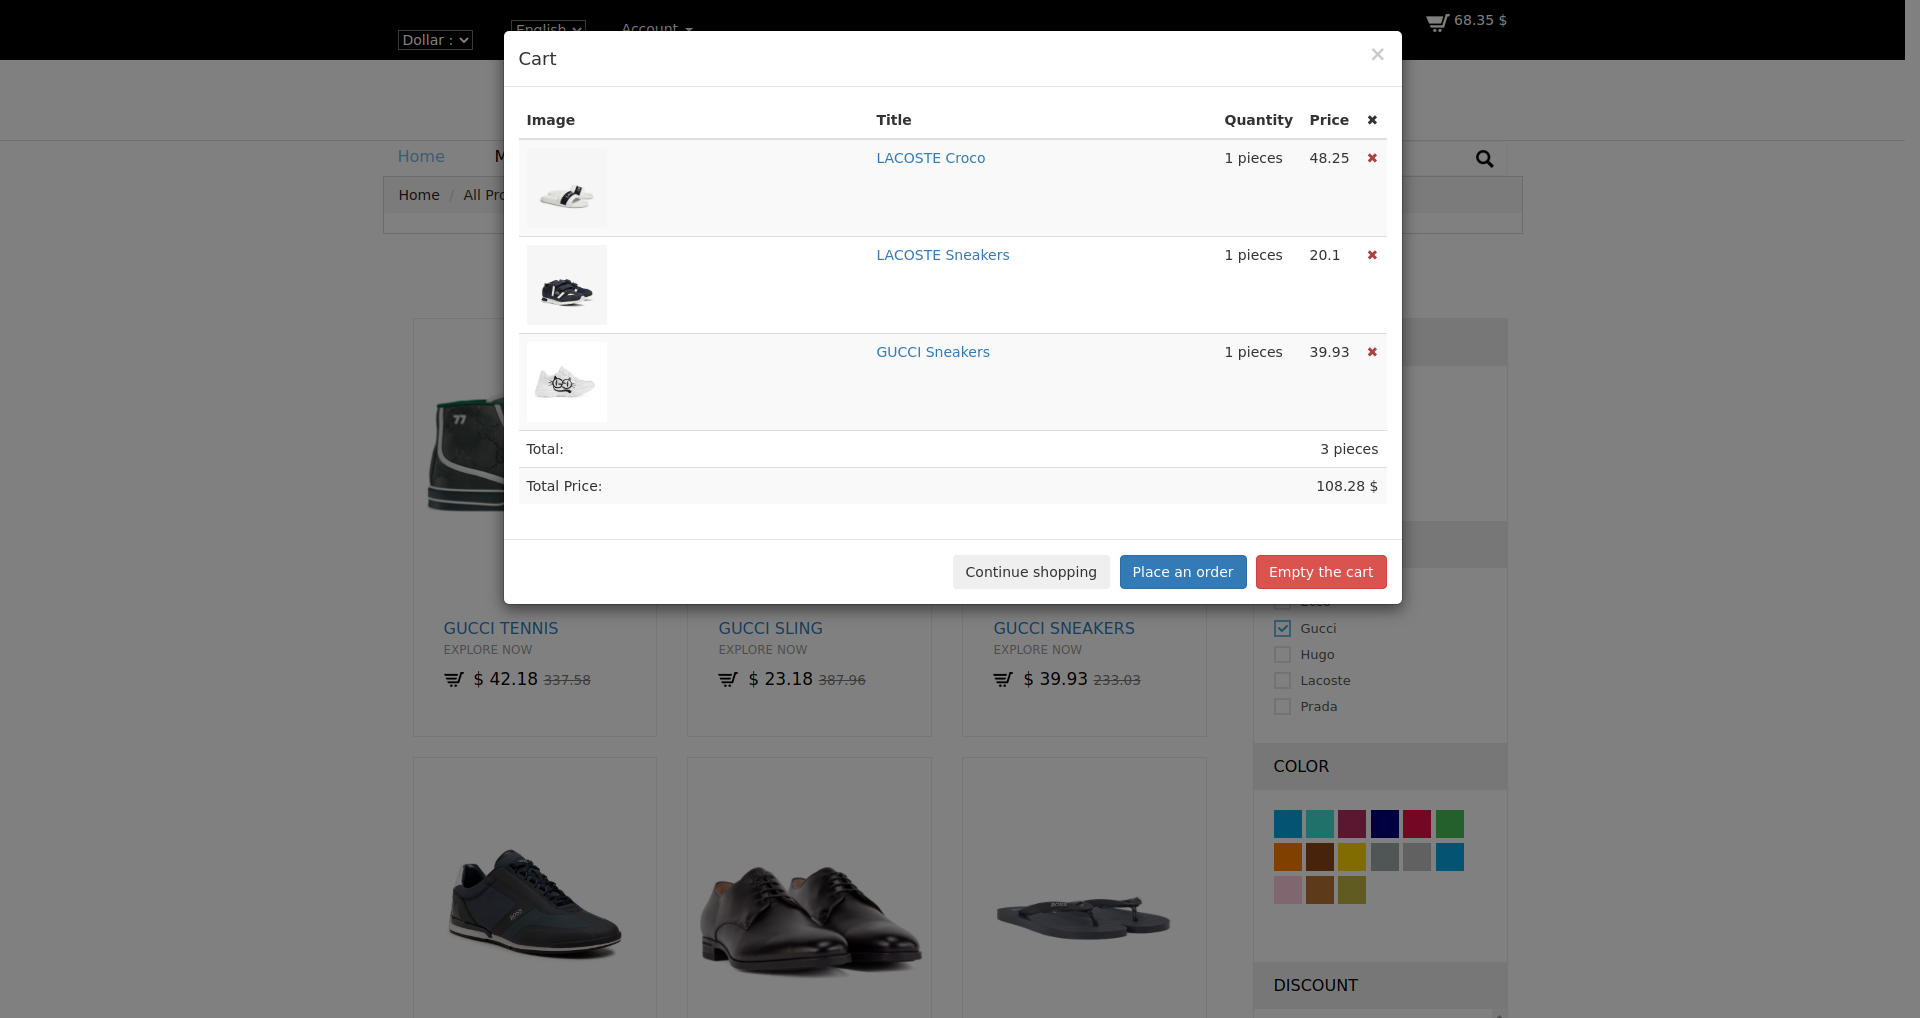 Dollar :
English
Account
68.35 $
Cart
×
Image Title Quantity Price ✖
LACOSTE Croco 1 pieces 48.25 ✖
LACOSTE Sneakers 1 pieces 20.1 ✖
GUCCI Sneakers 1 pieces 39.93 ✖
Total: 3 pieces
Total Price: 108.28 $
Continue shopping
Place an order
Empty the cart
Home
Home / All
77
GUCCI TENNIS
EXPLORE NOW
$ 42.18 337.58
GUCCI SLING
EXPLORE NOW
$ 23.18 387.96
GUCCI SNEAKERS
EXPLORE NOW
$ 39.93 233.03
Gucci
Hugo
Lacoste
Prada
COLOR
DISCOUNT
BOSS